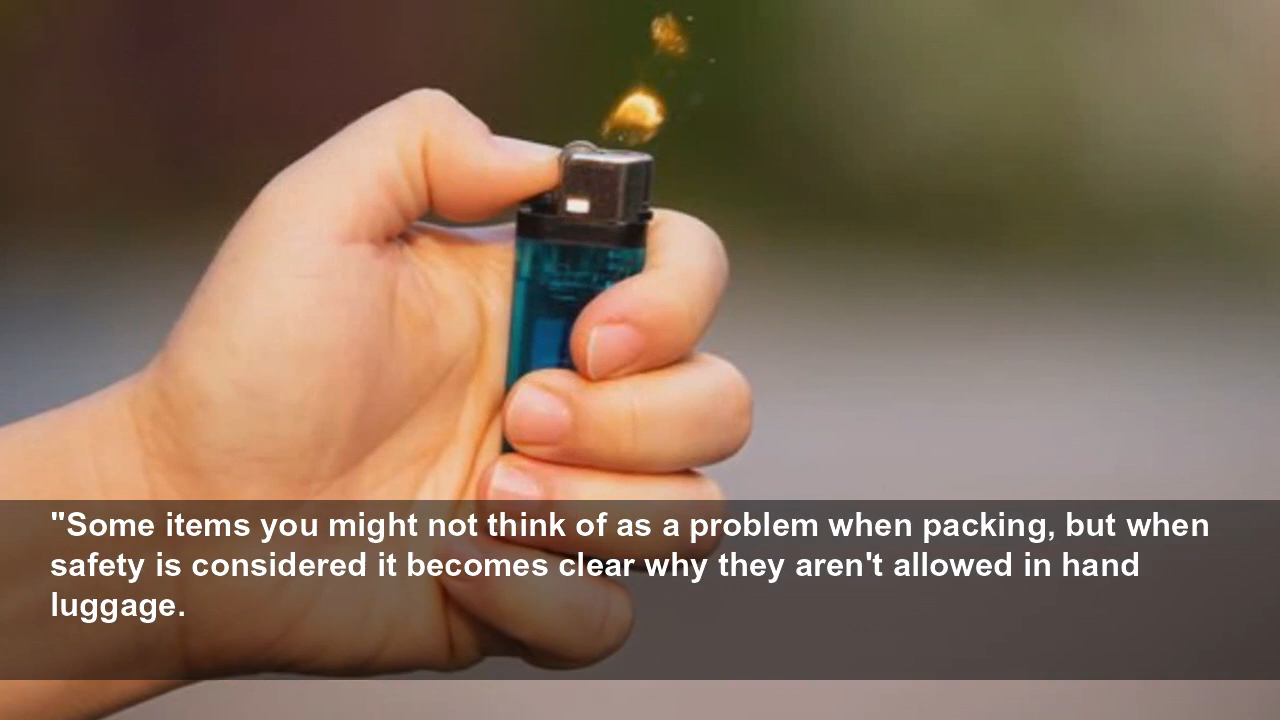 "Some items you might not think of as a problem when packing, but when
safety is considered it becomes clear why they aren't allowed in hand
luggage.